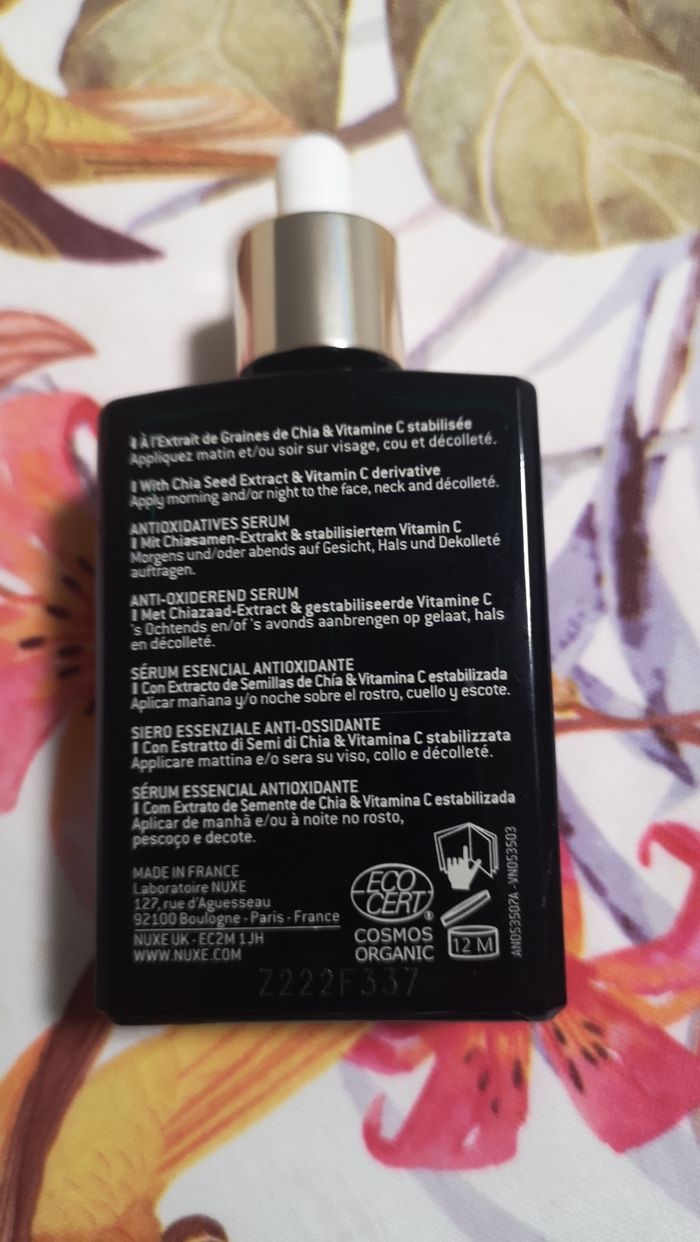 ▮ À l'Extrait de Graines de Chia & Vitamine C stabilisée
Appliquez matin et/ou soir sur visage, cou et décolleté.
▮ With Chia Seed Extract & Vitamin C derivative
Apply morning and/or night to the face, neck and décolleté.
ANTIOXIDATIVES SERUM
▮ Mit Chiasamen-Extrakt & stabilisiertem Vitamin C
Morgens und/oder abends auf Gesicht, Hals und Dekolleté
auftragen.
ANTI-OXIDEREND SERUM
▮ Met Chiazaad-Extract & gestabiliseerde Vitamine C
's Ochtends en/of 's avonds aanbrengen op gelaat, hals
en décolleté.
SÉRUM ESENCIAL ANTIOXIDANTE
▮ Con Extracto de Semillas de Chía & Vitamina C estabilizada
Aplicar mañana y/o noche sobre el rostro, cuello y escote.
SIERO ESSENZIALE ANTI-OSSIDANTE
▮ Con Estratto di Semi di Chia & Vitamina C stabilizzata
Applicare mattina e/o sera su viso, collo e décolleté.
SÉRUM ESSENCIAL ANTIOXIDANTE
▮ Com Extrato de Semente de Chia & Vitamina C estabilizada
Aplicar de manhã e/ou à noite no rosto,
pescoço e decote.
MADE IN FRANCE
Laboratoire NUXE
127, rue d'Aguesseau
92100 Boulogne - Paris - France
NUXE UK - EC2M 1JH
WWW.NUXE.COM
ECO
CERT®
COSMOS
ORGANIC
12 M
AN053507A -VN053503
Z222F337